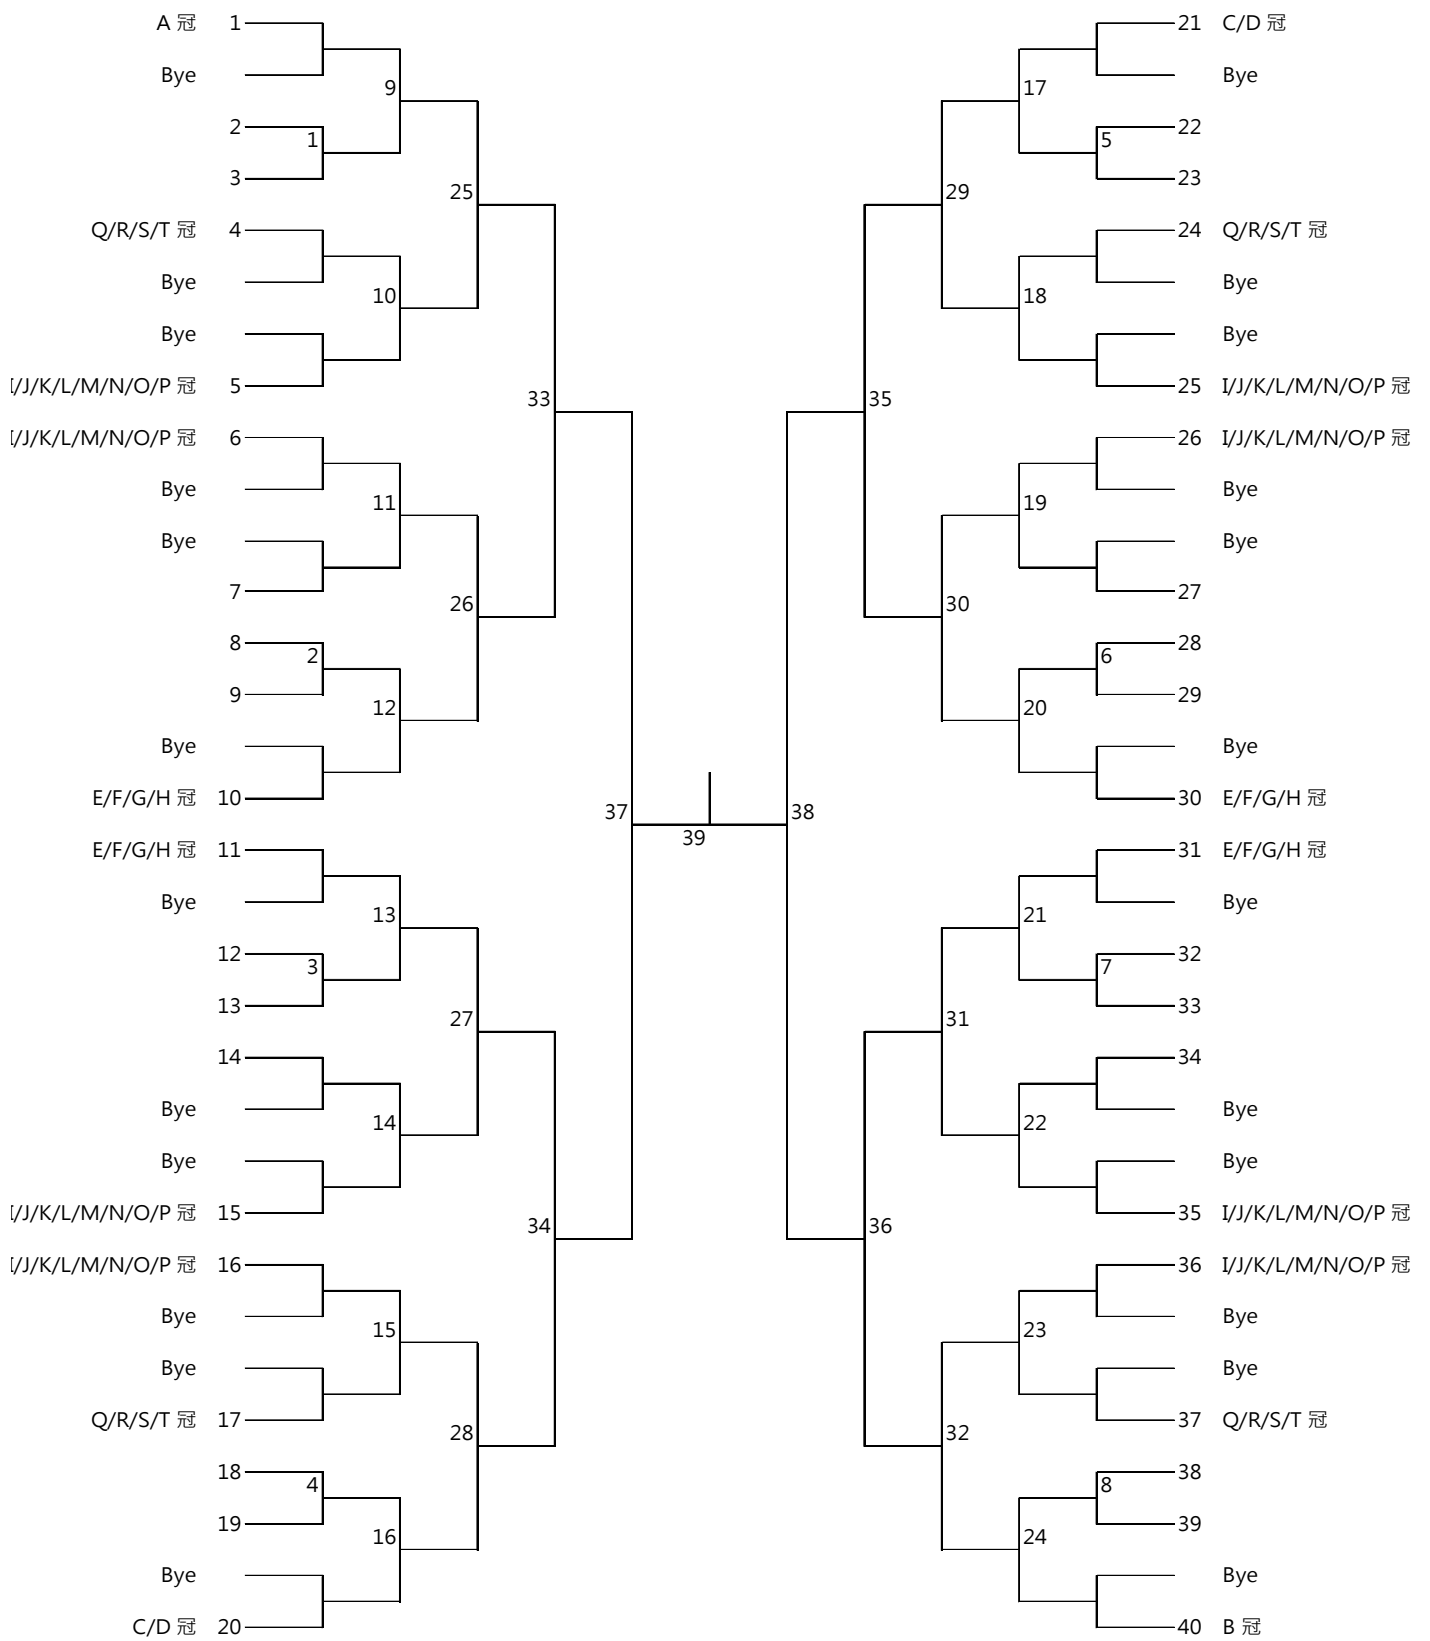 A 冠 1 21 C/D 冠
Bye Bye
9 17
2 22
1 5
3 23
25 29
Q/R/S/T 冠 4 24 Q/R/S/T 冠
Bye Bye
10 18
Bye Bye
I/J/K/L/M/N/O/P 冠 5 25 I/J/K/L/M/N/O/P 冠
33 35
I/J/K/L/M/N/O/P 冠 6 26 I/J/K/L/M/N/O/P 冠
Bye Bye
11 19
Bye Bye
7 27
26 30
8 28
2 6
9 29
12 20
Bye Bye
E/F/G/H 冠 10 30 E/F/G/H 冠
37 38
39
E/F/G/H 冠 11 31 E/F/G/H 冠
Bye Bye
13 21
12 32
3 7
13 33
27 31
14 34
Bye Bye
14 22
Bye Bye
I/J/K/L/M/N/O/P 冠 15 35 I/J/K/L/M/N/O/P 冠
34 36
I/J/K/L/M/N/O/P 冠 16 36 I/J/K/L/M/N/O/P 冠
Bye Bye
15 23
Bye Bye
Q/R/S/T 冠 17 37 Q/R/S/T 冠
28 32
18 38
4 8
19 39
16 24
Bye Bye
C/D 冠 20 40 B 冠